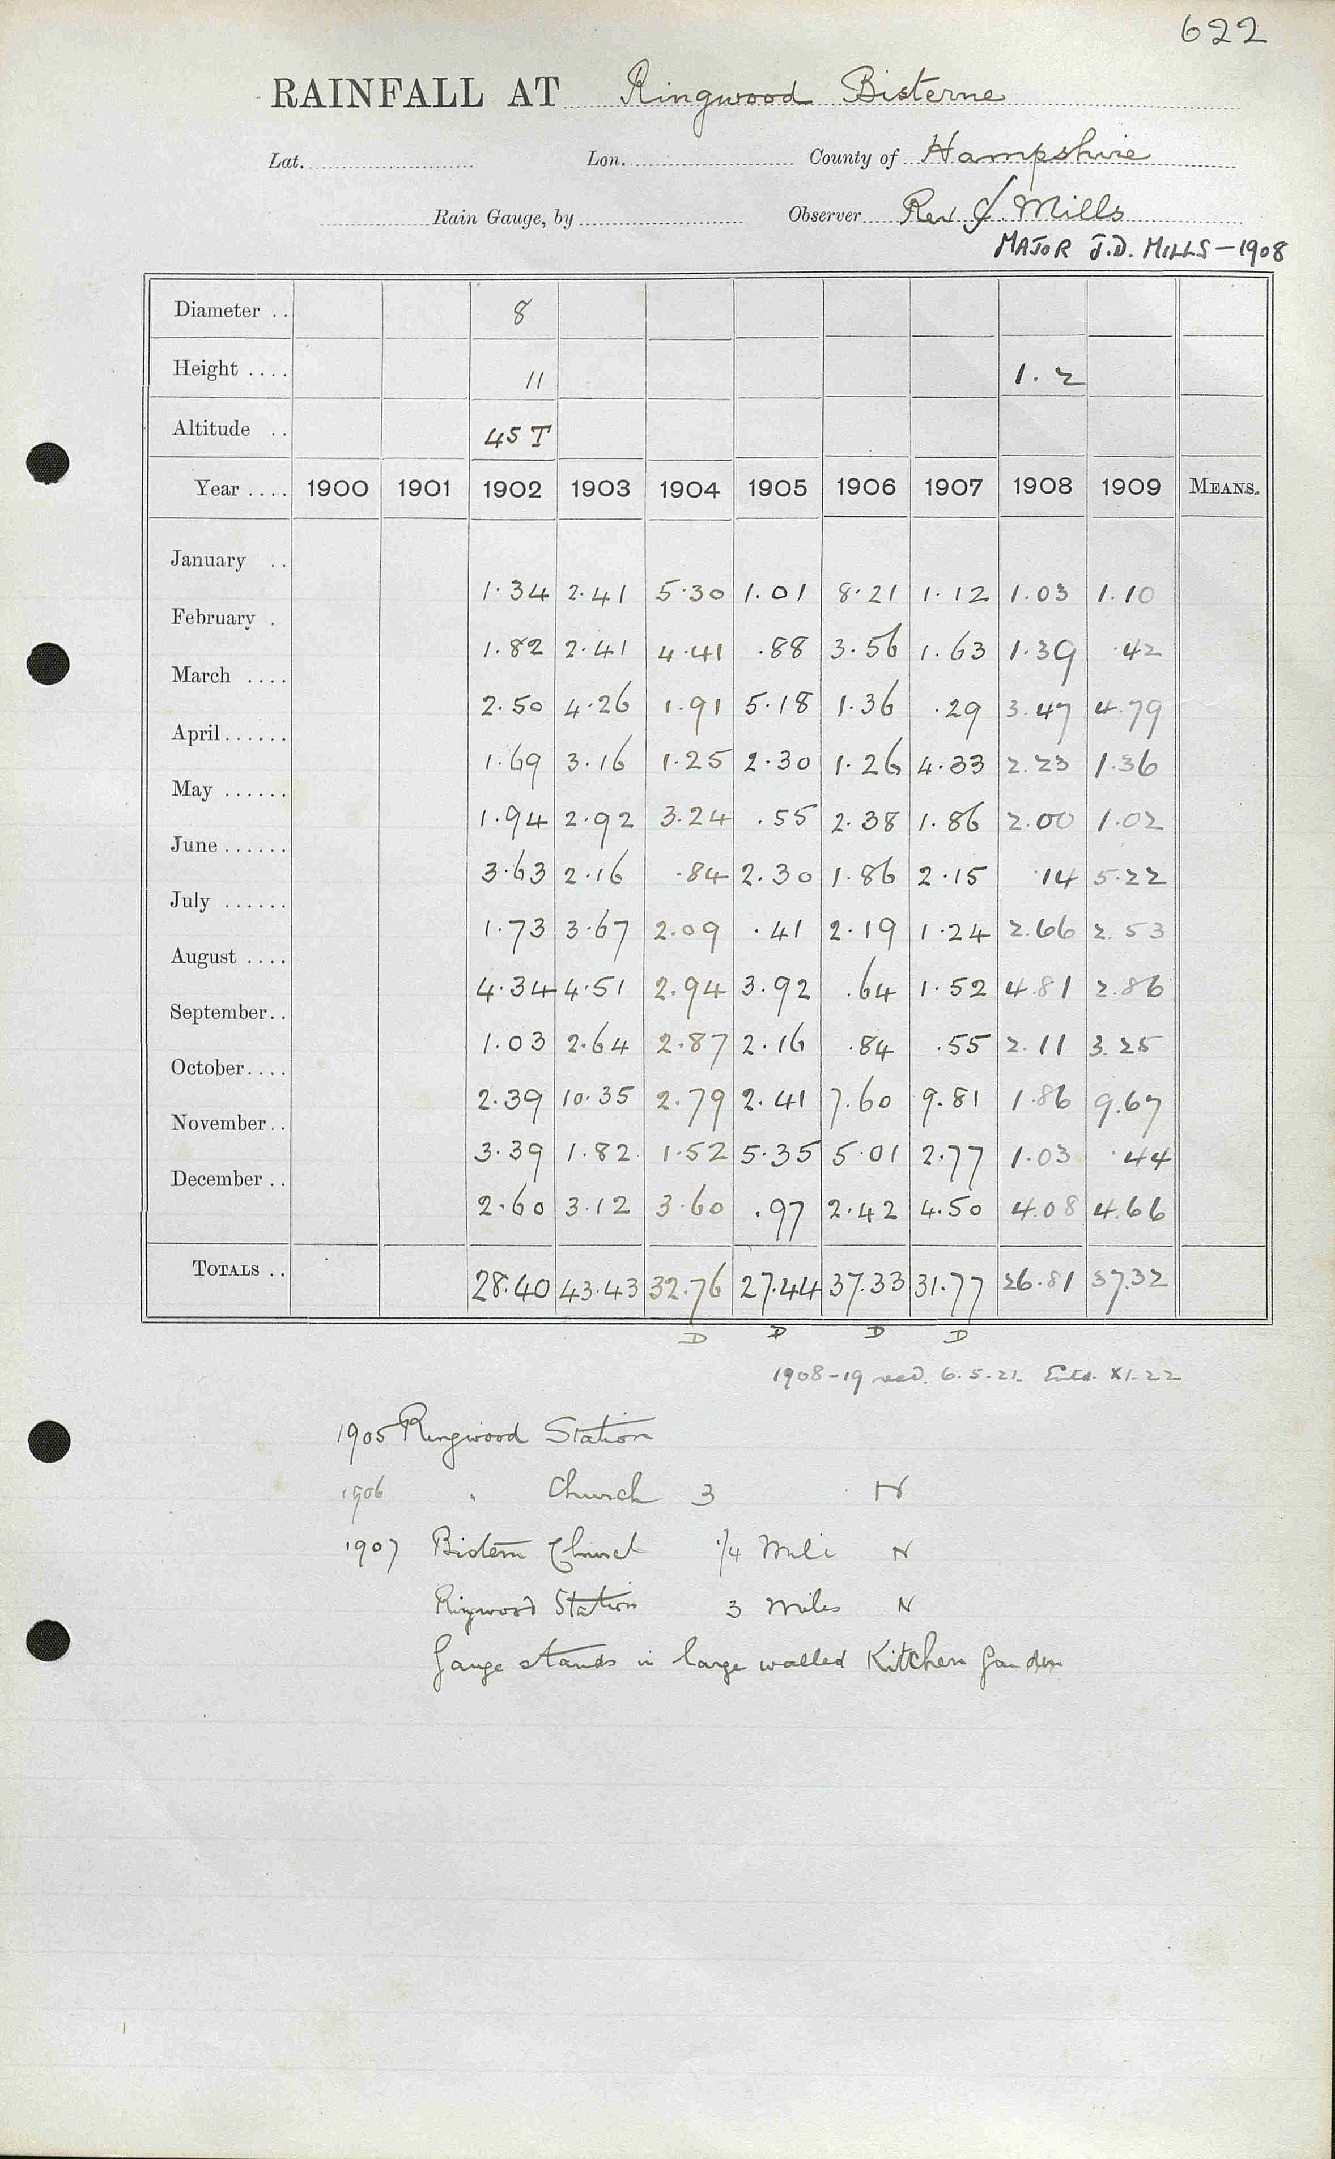 622
RAINFALL AT Ringwood Bisterne
Lat. Lon. County of Hampshire
Rain Gauge, by Observer Rev J. Mills
MAJOR J.D. MILLS - 1908
Diameter .. 8
Height .... 11 1.2
Altitude .. 45 T
Year .... 1900 1901 1902 1903 1904 1905 1906 1907 1908 1909 MEANS.
January .. 1.34 2.41 5.30 1.01 8.21 1.12 1.03 1.10
February . 1.82 2.41 4.41 .88 3.56 1.63 1.39 .42
March .... 2.50 4.26 1.91 5.18 1.36 .29 3.47 4.79
April ...... 1.69 3.16 1.25 2.30 1.26 4.33 2.23 1.36
May ...... 1.94 2.92 3.24 .55 2.38 1.86 2.00 1.02
June ...... 3.63 2.16 .84 2.30 1.86 2.15 .14 5.22
July ...... 1.73 3.67 2.09 .41 2.19 1.24 2.66 2.53
August .... 4.34 4.51 2.94 3.92 .64 1.52 4.81 2.86
September.. 1.03 2.64 2.87 2.16 .84 .55 2.11 3.25
October.... 2.39 10.35 2.79 2.41 7.60 9.81 1.86 9.67
November.. 3.39 1.82 1.52 5.35 5.01 2.77 1.03 .44
December .. 2.60 3.12 3.60 .97 2.42 4.50 4.08 4.66
TOTALS .. 28.40 43.43 32.76 27.44 37.33 31.77 26.81 37.32
D D D D
1908-19 recd. 6.5.21. Entd. XI.22
1905 Ringwood Station
1906 " Church 3 N
1907 Bistern Church 1/4 Mile N
Ringwood Station 3 Miles N
Gauge stands in large walled Kitchen Garden